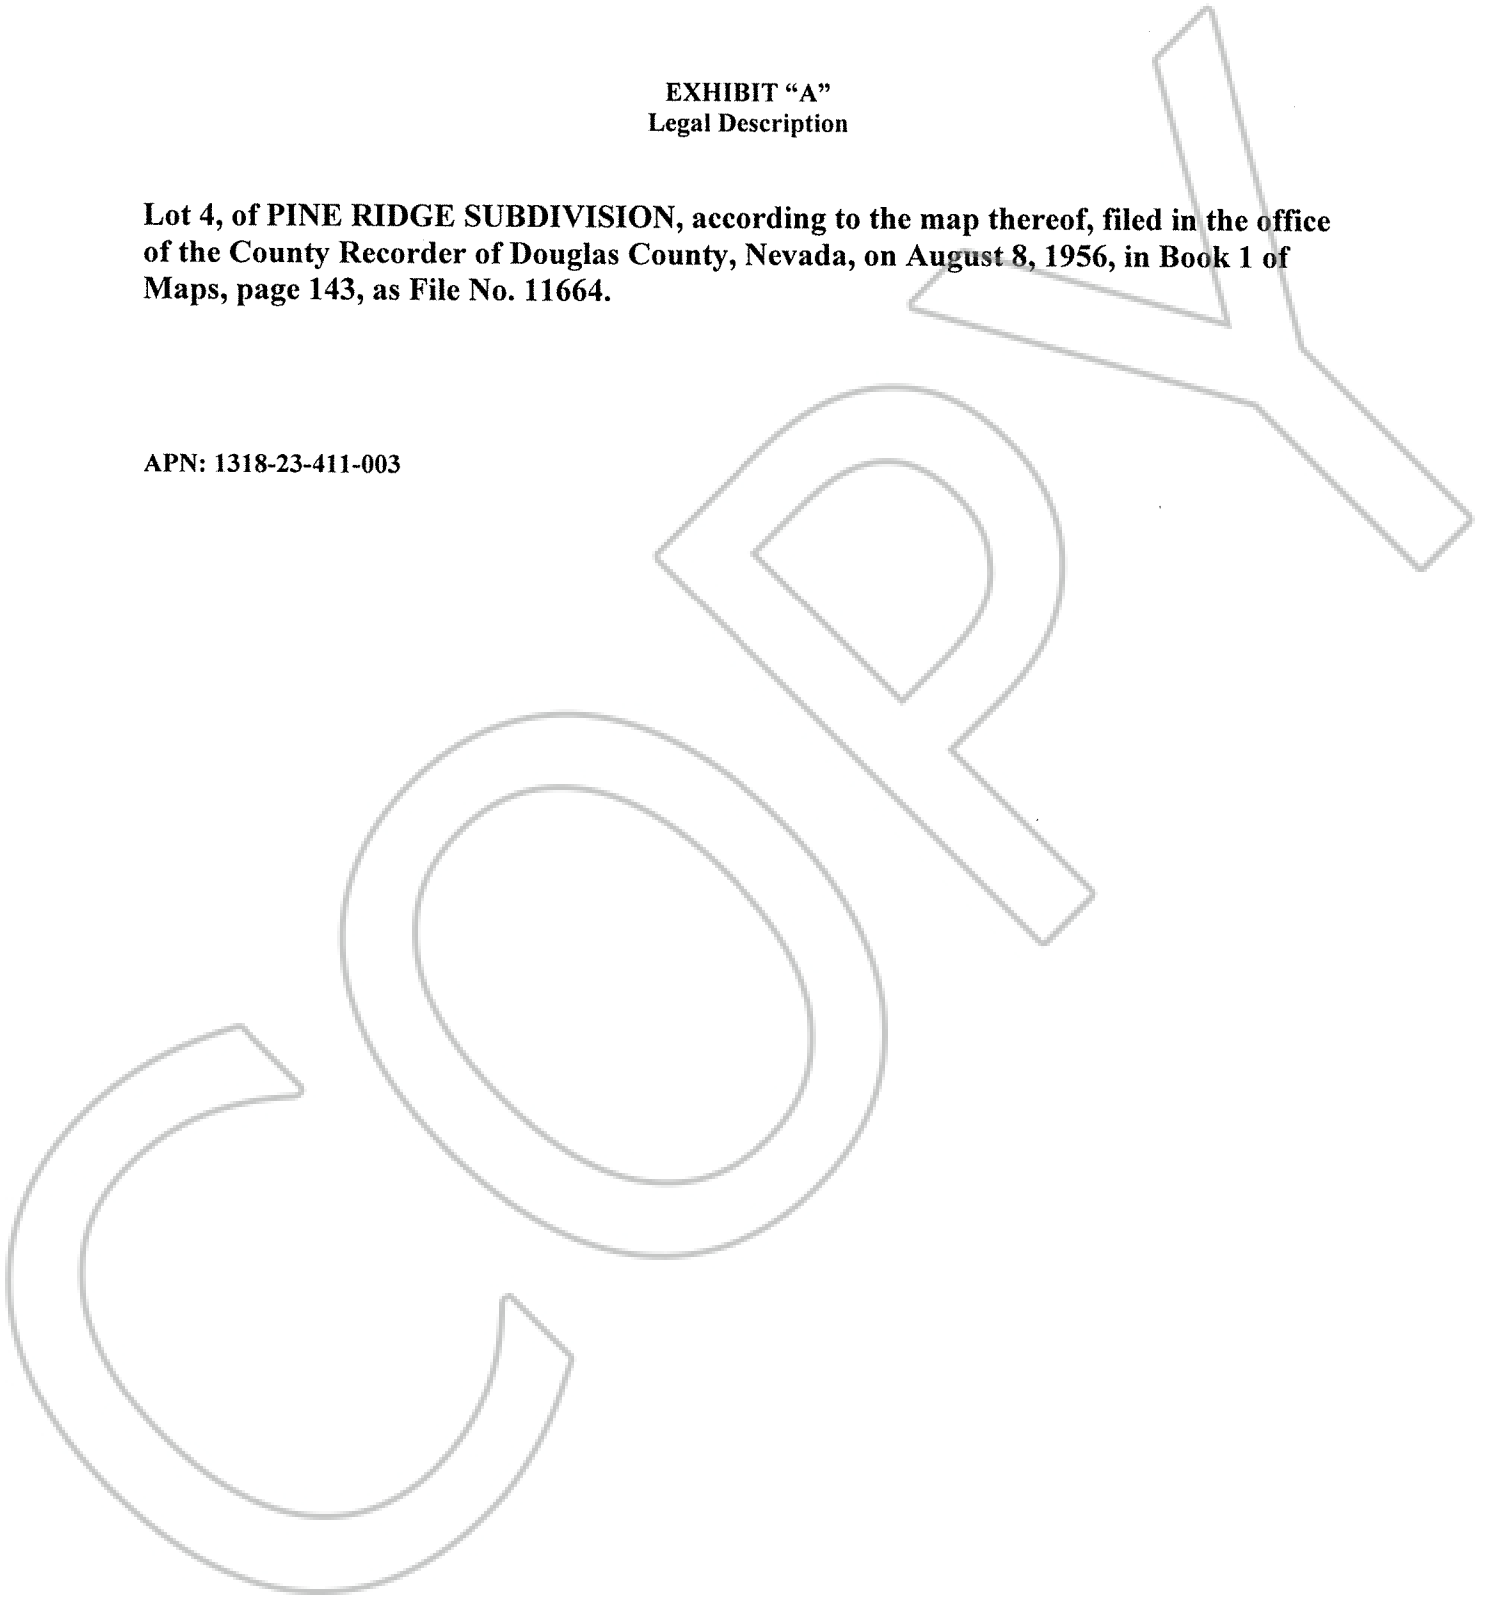 EXHIBIT “A”
Legal Description
Lot 4, of PINE RIDGE SUBDIVISION, according to the map thereof, filed in the office
of the County Recorder of Douglas County, Nevada, on August 8, 1956, in Book 1 of
Maps, page 143, as File No. 11664.
APN: 1318-23-411-003
COPY